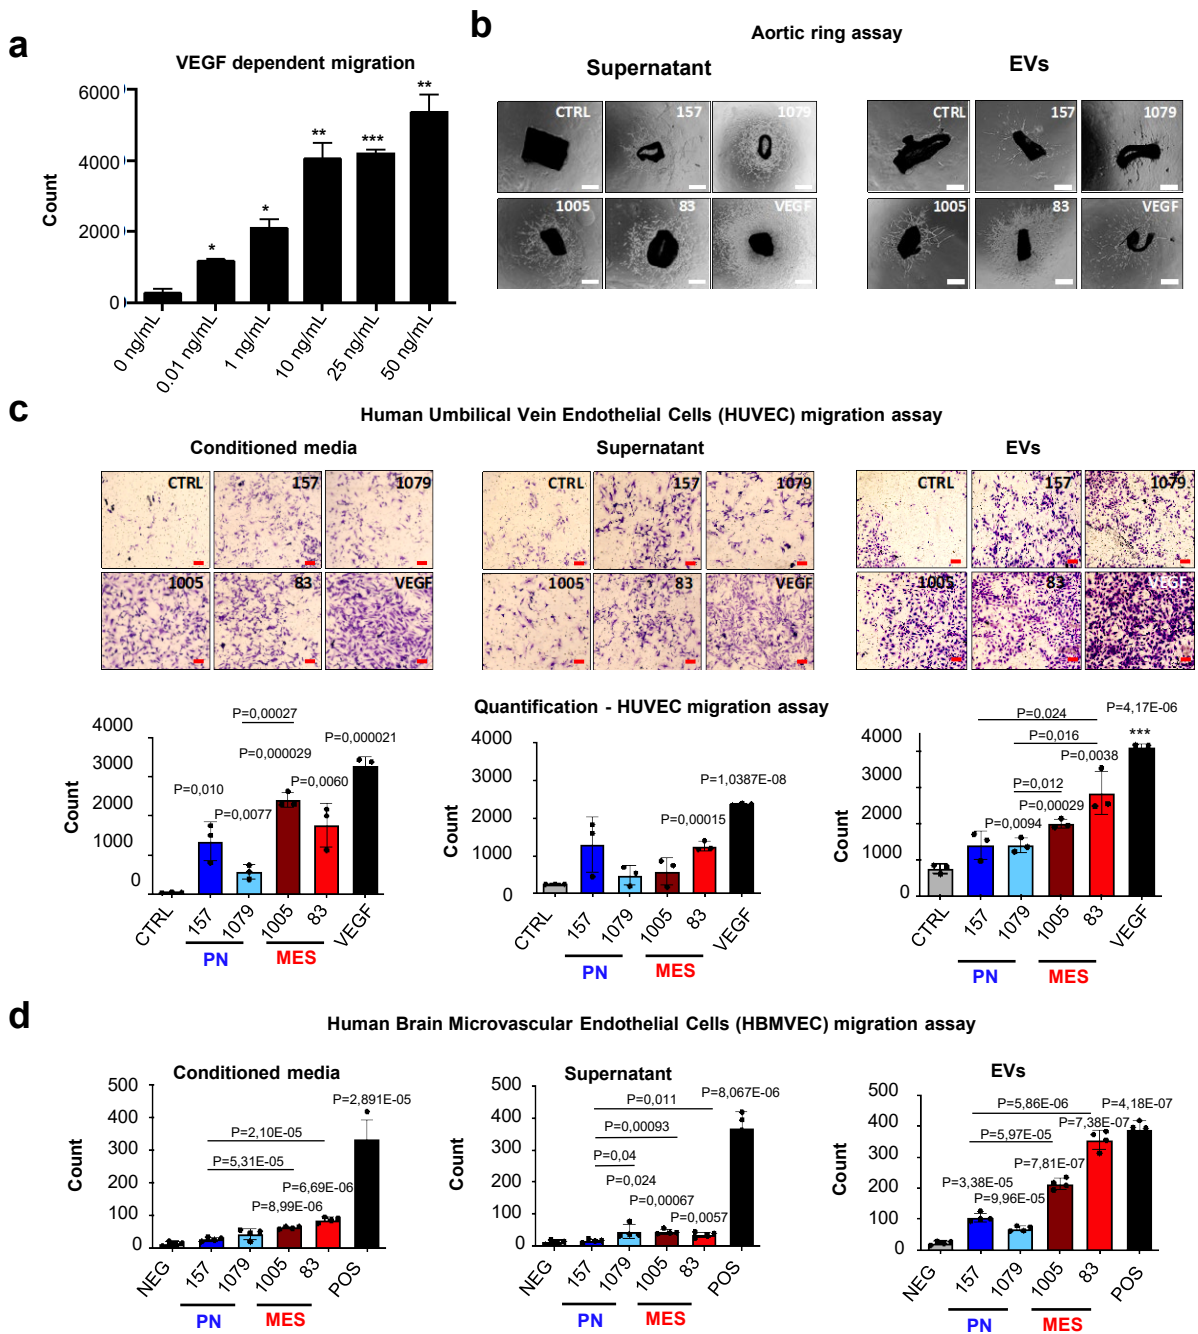 a
VEGF dependent migration
Count
6000
4000
2000
0
*
*
**
***
**
0 ng/mL
0.01 ng/mL
1 ng/mL
10 ng/mL
25 ng/mL
50 ng/mL
b
Aortic ring assay
Supernatant
EVs
CTRL
157
1079
1005
83
VEGF
CTRL
157
1079
1005
83
VEGF
c
Human Umbilical Vein Endothelial Cells (HUVEC) migration assay
Conditioned media
Supernatant
EVs
CTRL
157
1079
1005
83
VEGF
CTRL
157
1079
1005
83
VEGF
CTRL
157
1079
1005
83
VEGF
Quantification - HUVEC migration assay
Count
4000
3000
2000
1000
0
P=0,00027
P=0,000021
P=0,000029
P=0,010
P=0,0060
P=0,0077
CTRL
157
1079
1005
83
VEGF
PN
MES
Count
4000
3000
2000
1000
0
P=1,0387E-08
P=0,00015
CTRL
157
1079
1005
83
VEGF
PN
MES
Count
4000
3000
2000
1000
0
P=0,024
P=4,17E-06
P=0,016
***
P=0,0038
P=0,012
P=0,00029
P=0,0094
CTRL
157
1079
1005
83
VEGF
PN
MES
d
Human Brain Microvascular Endothelial Cells (HBMVEC) migration assay
Conditioned media
Count
500
400
300
200
100
0
P=2,891E-05
P=2,10E-05
P=5,31E-05
P=6,69E-06
P=8,99E-06
NEG
157
1079
1005
83
POS
PN
MES
Supernatant
Count
500
400
300
200
100
0
P=0,011
P=8,067E-06
P=0,00093
P=0,04
P=0,024
P=0,00067
P=0,0057
NEG
157
1079
1005
83
POS
PN
MES
EVs
Count
500
400
300
200
100
0
P=5,86E-06
P=4,18E-07
P=7,38E-07
P=5,97E-05
P=7,81E-07
P=3,38E-05
P=9,96E-05
NEG
157
1079
1005
83
POS
PN
MES